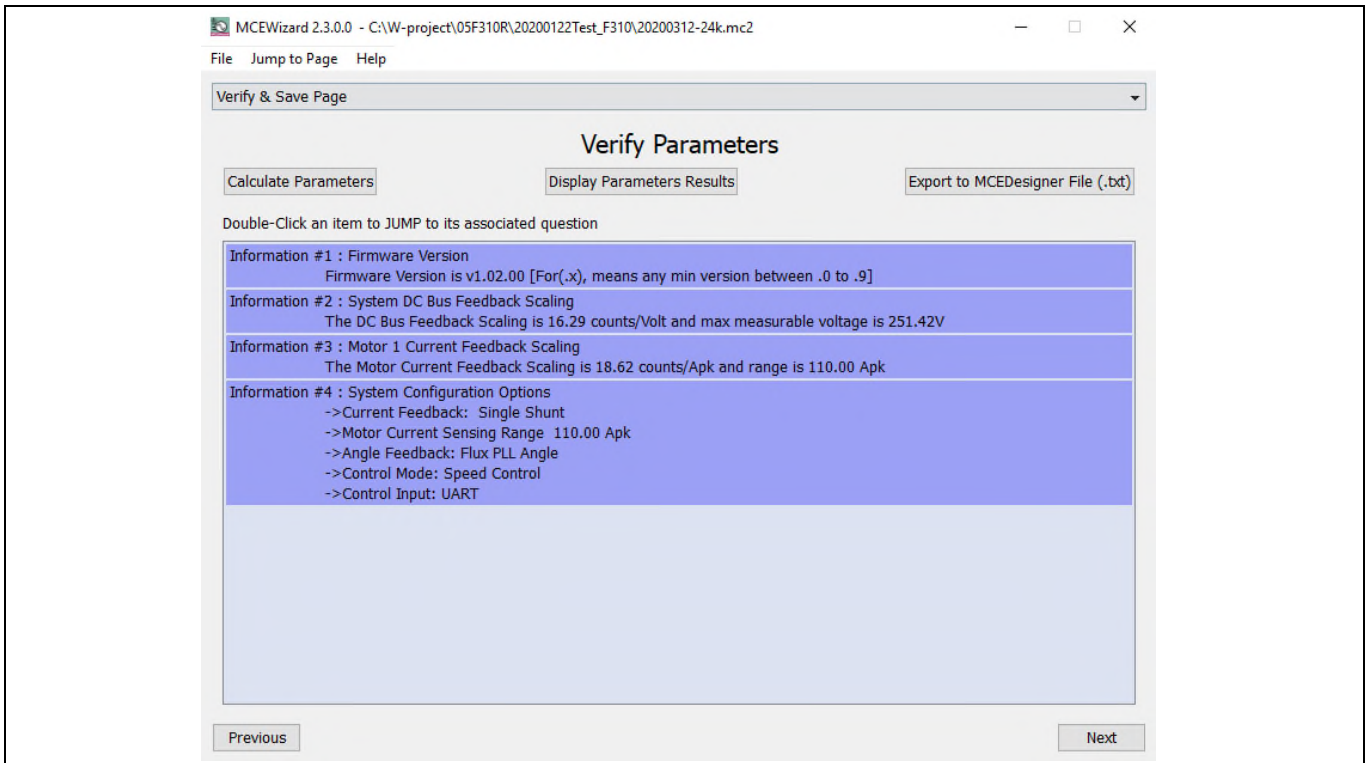 MCEWizard 2.3.0.0 - C:\W-project\05F310R\20200122Test_F310\20200312-24k.mc2
File Jump to Page Help
Verify & Save Page
Verify Parameters
Calculate Parameters Display Parameters Results Export to MCEDesigner File (.txt)
Double-Click an item to JUMP to its associated question
Information #1 : Firmware Version
Firmware Version is v1.02.00 [For(.x), means any min version between .0 to .9]
Information #2 : System DC Bus Feedback Scaling
The DC Bus Feedback Scaling is 16.29 counts/Volt and max measurable voltage is 251.42V
Information #3 : Motor 1 Current Feedback Scaling
The Motor Current Feedback Scaling is 18.62 counts/Apk and range is 110.00 Apk
Information #4 : System Configuration Options
->Current Feedback: Single Shunt
->Motor Current Sensing Range 110.00 Apk
->Angle Feedback: Flux PLL Angle
->Control Mode: Speed Control
->Control Input: UART
Previous Next